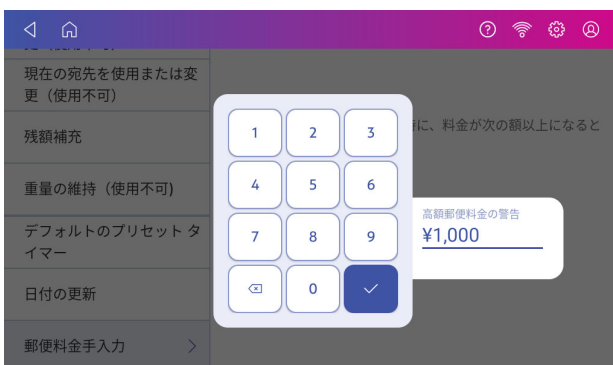 現在の宛先を使用または変
更（使用不可）
残額補充
重量の維持（使用不可)
デフォルトのプリセット タ
イマー
日付の更新
郵便料金手入力
に、料金が次の額以上になると
1 2 3
4 5 6
7 8 9
0
高額郵便料金の警告
¥1,000